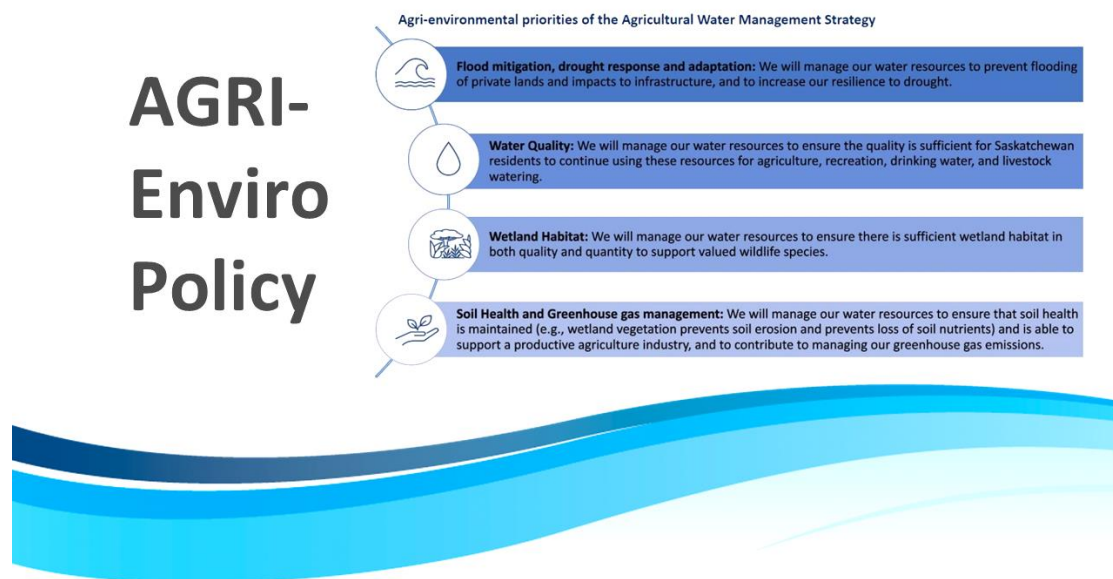 AGRI-
Enviro
Policy
Agri-environmental priorities of the Agricultural Water Management Strategy
Flood mitigation, drought response and adaptation: We will manage our water resources to prevent flooding
of private lands and impacts to infrastructure, and to increase our resilience to drought.
Water Quality: We will manage our water resources to ensure the quality is sufficient for Saskatchewan
residents to continue using these resources for agriculture, recreation, drinking water, and livestock
watering.
Wetland Habitat: We will manage our water resources to ensure there is sufficient wetland habitat in
both quality and quantity to support valued wildlife species.
Soil Health and Greenhouse gas management: We will manage our water resources to ensure that soil health
is maintained (e.g., wetland vegetation prevents soil erosion and prevents loss of soil nutrients) and is able to
support a productive agriculture industry, and to contribute to managing our greenhouse gas emissions.